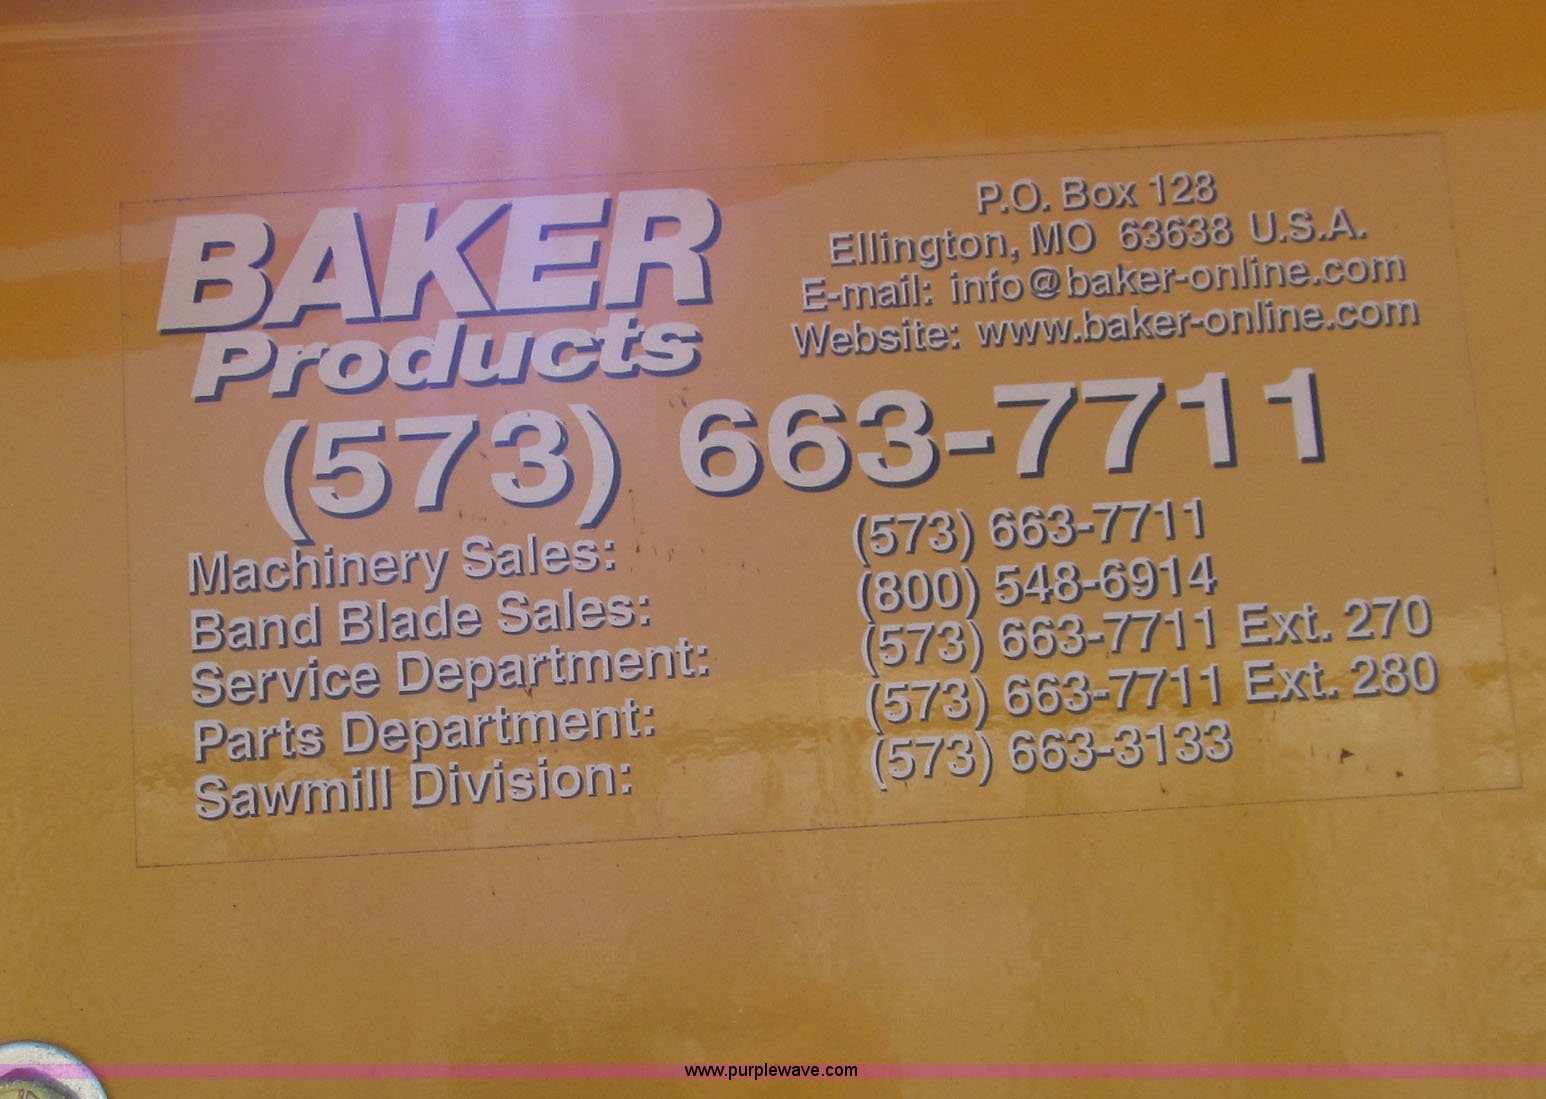 BAKER
Products
P.O. Box 128
Ellington, MO 63638 U.S.A.
E-mail: info@baker-online.com
Website: www.baker-online.com
(573) 663-7711
Machinery Sales: (573) 663-7711
Band Blade Sales: (800) 548-6914
Service Department: (573) 663-7711 Ext. 270
Parts Department: (573) 663-7711 Ext. 280
Sawmill Division: (573) 663-3133
www.purplewave.com